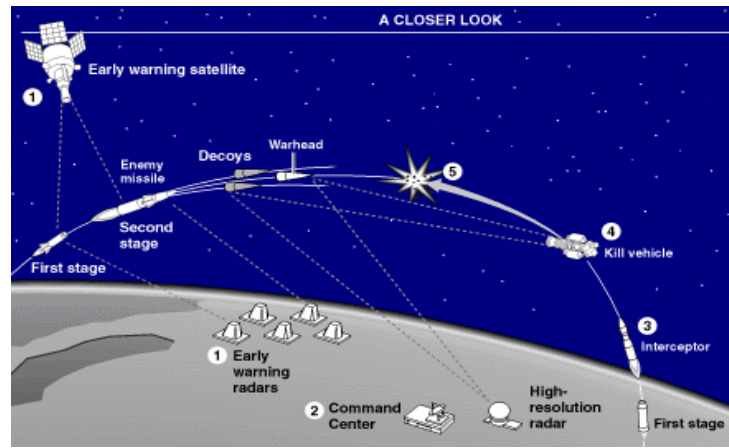 A CLOSER LOOK
Early warning satellite
1
Decoys
Warhead
Enemy
missile
5
Second
stage
4
Kill vehicle
First stage
3
Interceptor
1 Early
warning
radars
2 Command
Center
High-
resolution
radar
First stage